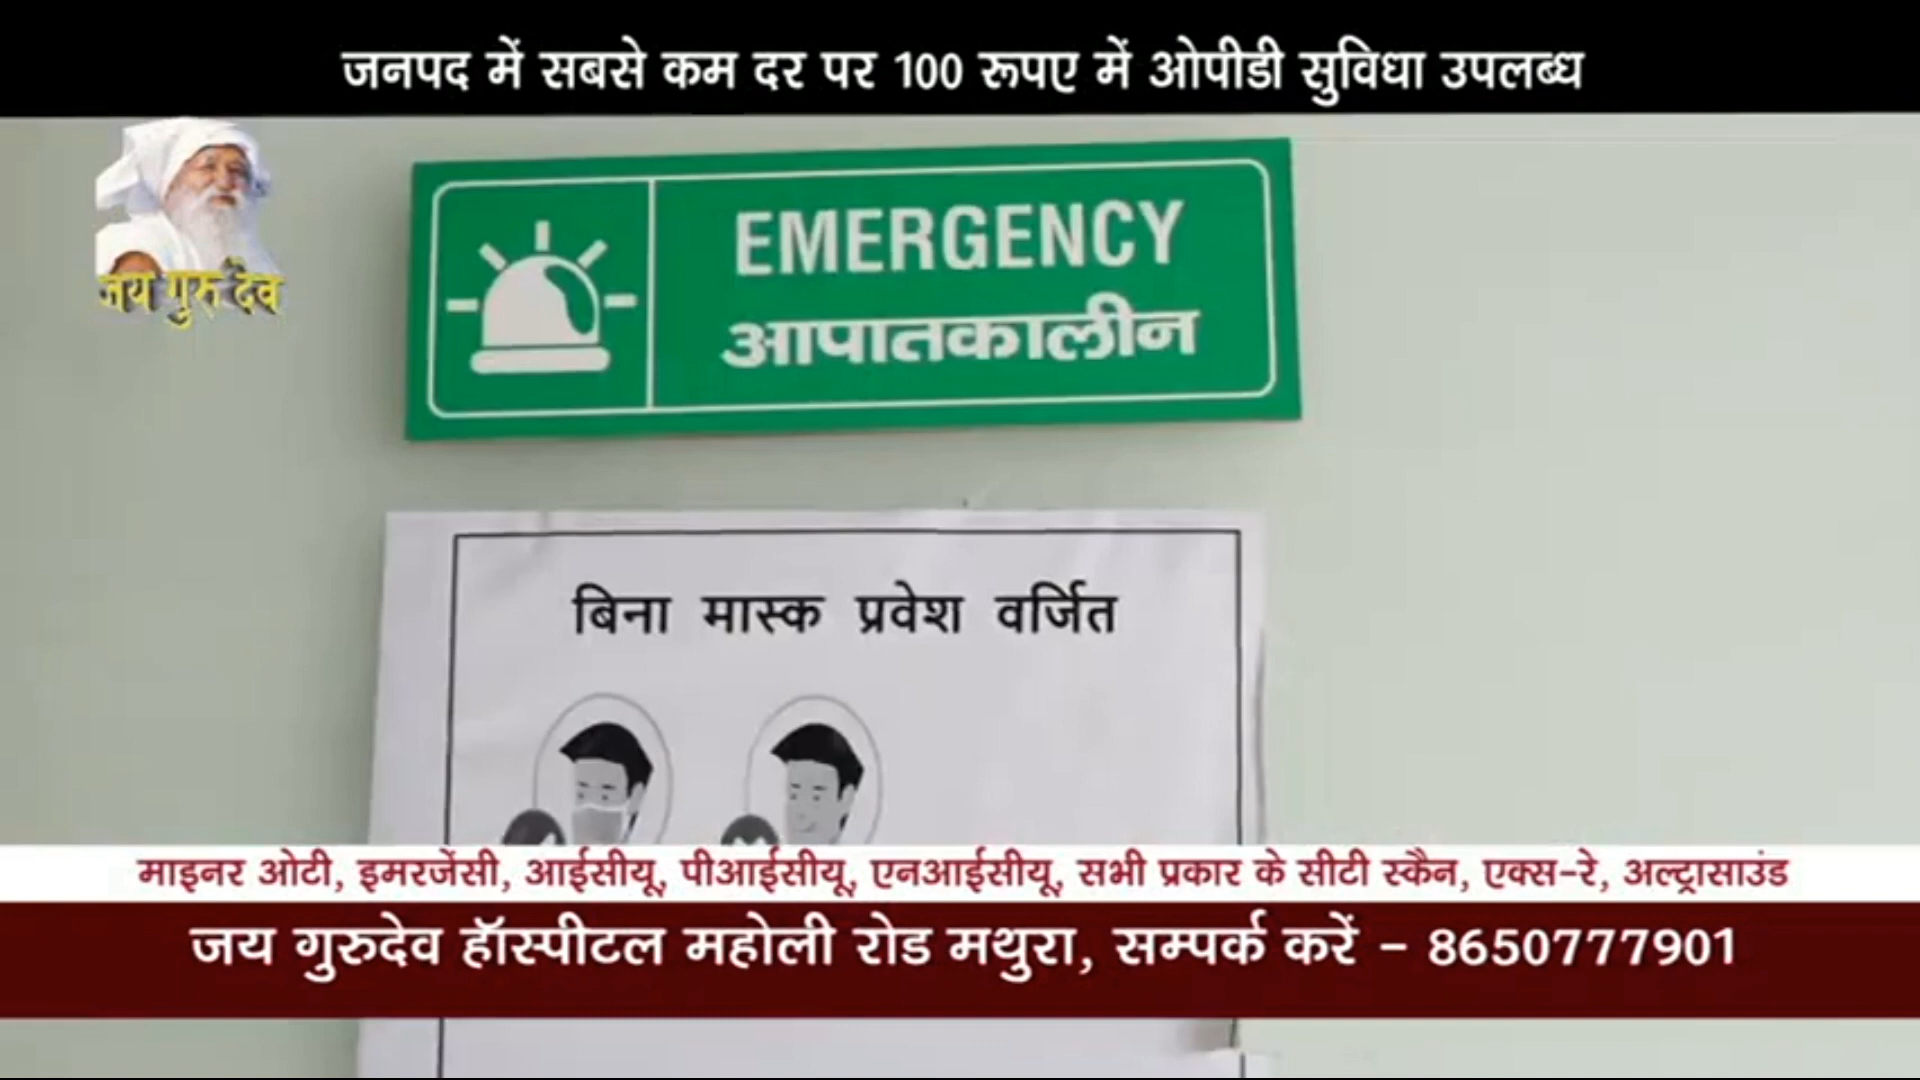 जनपद में सबसे कम दर पर 100 रूपए में ओपीडी सुविधा उपलब्ध
जय गुरु देव
EMERGENCY
आपातकालीन
बिना मास्क प्रवेश वर्जित
माइनर ओटी, इमरजेंसी, आईसीयू, पीआईसीयू, एनआईसीयू, सभी प्रकार के सीटी स्कैन, एक्स-रे, अल्ट्रासाउंड
जय गुरुदेव हॉस्पीटल महोली रोड मथुरा, सम्पर्क करें - 8650777901